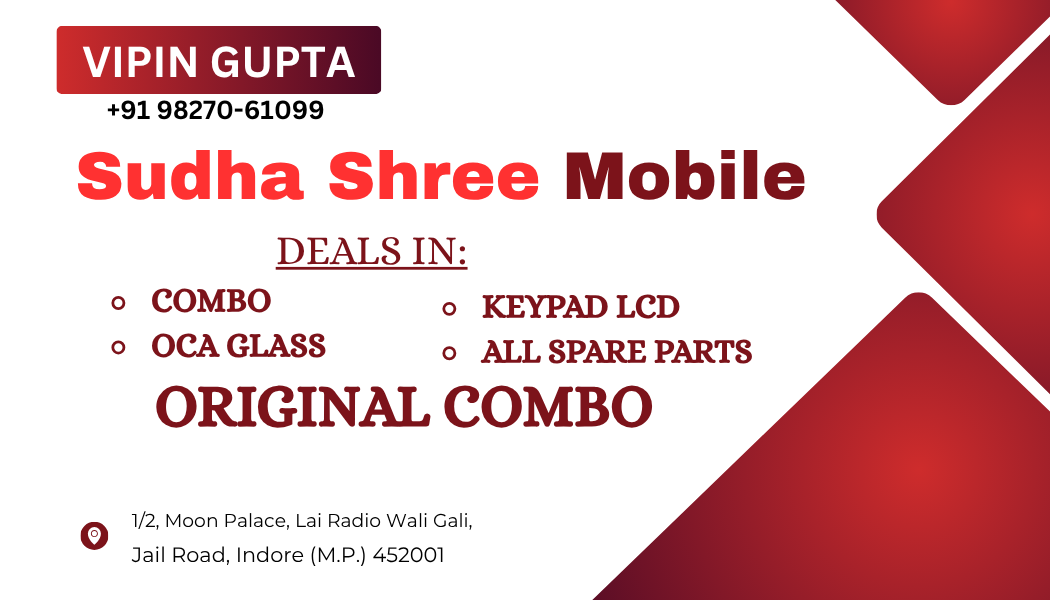 VIPIN GUPTA
+91 98270-61099
Sudha Shree Mobile
DEALS IN:
COMBO
OCA GLASS
KEYPAD LCD
ALL SPARE PARTS
ORIGINAL COMBO
1/2, Moon Palace, Lai Radio Wali Gali,
Jail Road, Indore (M.P.) 452001